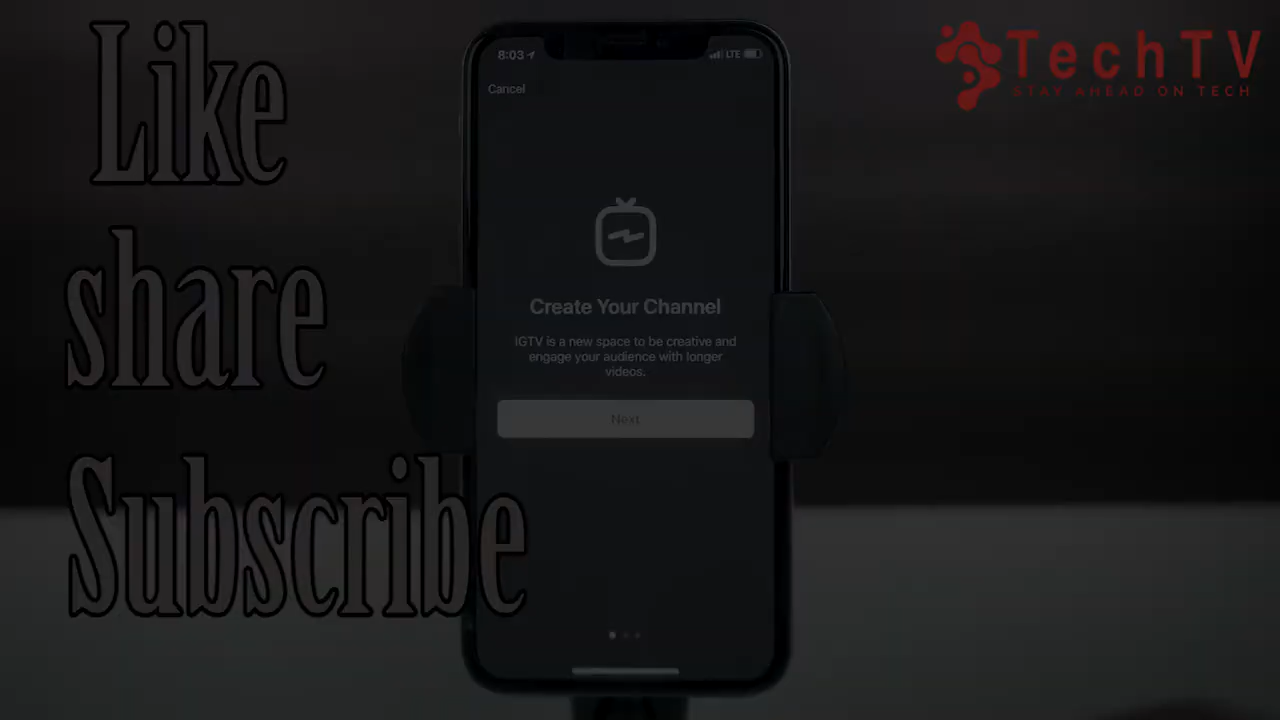 Like
share
Subscribe
8:03
LTE
Cancel
Create Your Channel
IGTV is a new space to be creative and
engage your audience with longer
videos.
Next
TechTV
STAY AHEAD ON TECH